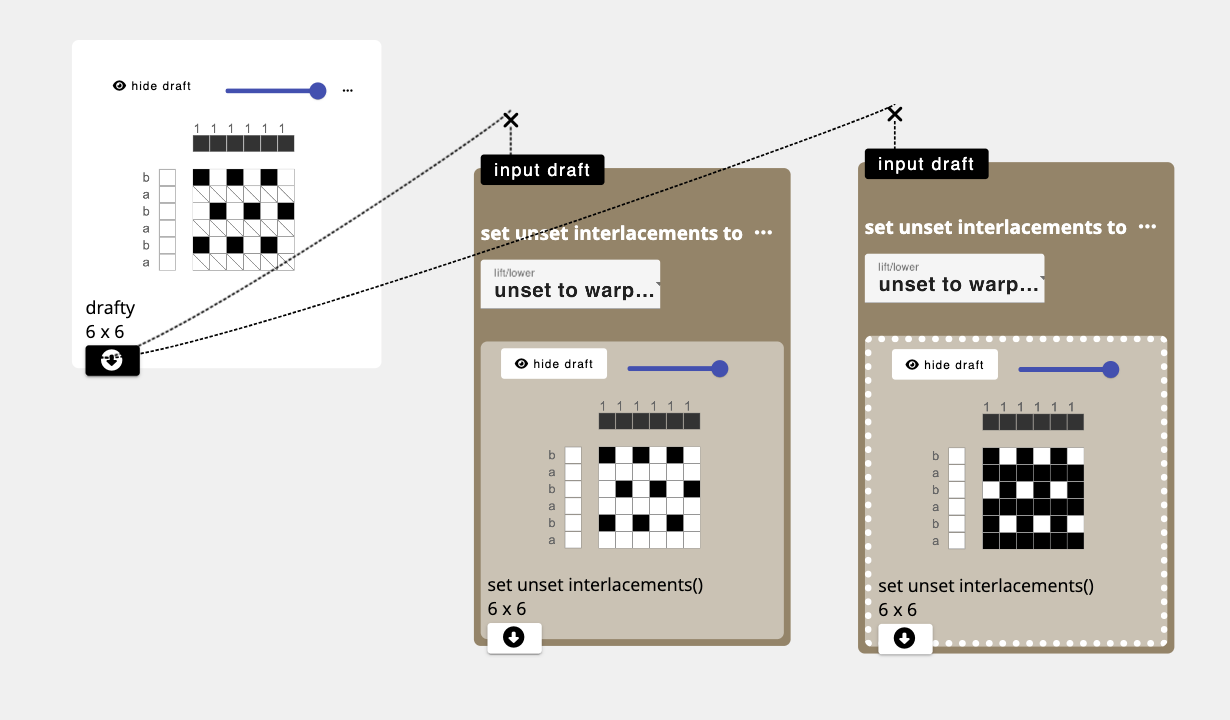 hide draft ...
1 1 1 1 1 1
b
a
b
a
b
a
drafty
6 x 6
input draft
set unset interlacements to ...
lift/lower
unset to warp...
hide draft
1 1 1 1 1 1
b
a
b
a
b
a
set unset interlacements()
6 x 6
input draft
set unset interlacements to ...
lift/lower
unset to warp...
hide draft
1 1 1 1 1 1
b
a
b
a
b
a
set unset interlacements()
6 x 6